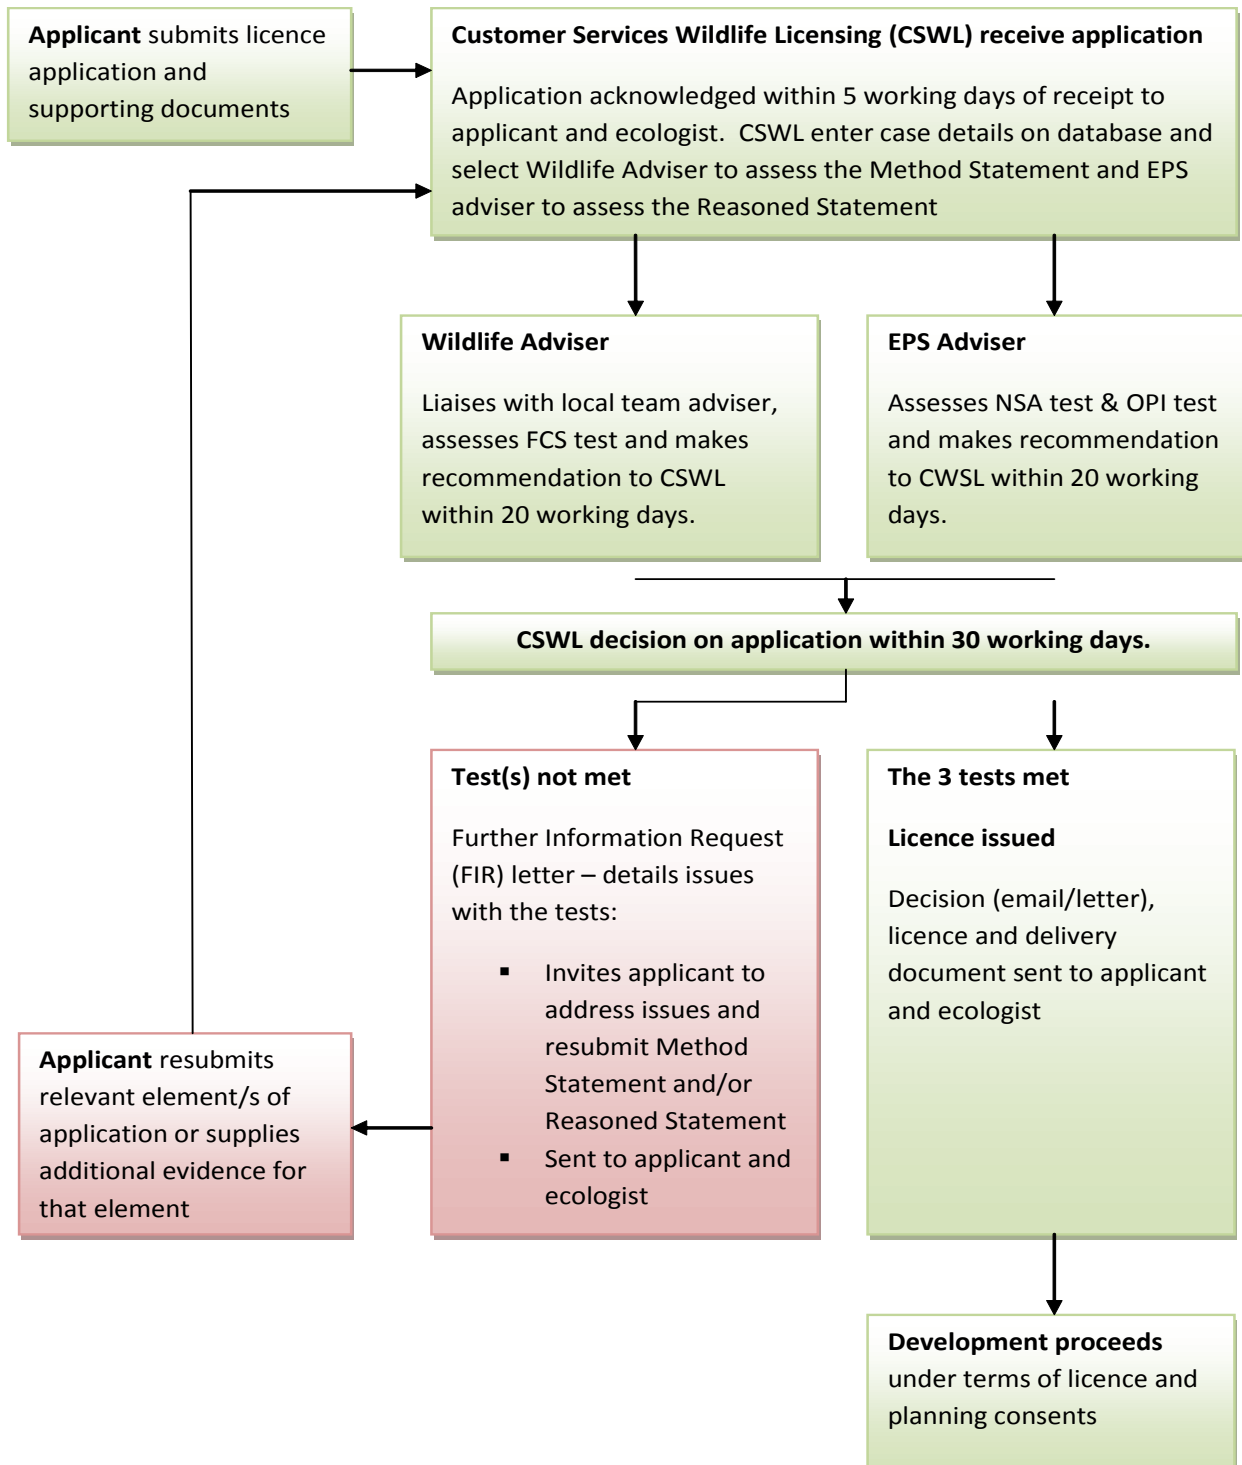 Applicant submits licence
application and
supporting documents
Customer Services Wildlife Licensing (CSWL) receive application
Application acknowledged within 5 working days of receipt to
applicant and ecologist.  CSWL enter case details on database and
select Wildlife Adviser to assess the Method Statement and EPS
adviser to assess the Reasoned Statement
Wildlife Adviser
Liaises with local team adviser,
assesses FCS test and makes
recommendation to CSWL
within 20 working days.
EPS Adviser
Assesses NSA test & OPI test
and makes recommendation
to CWSL within 20 working
days.
CSWL decision on application within 30 working days.
Test(s) not met
Further Information Request
(FIR) letter – details issues
with the tests:
▪ Invites applicant to
address issues and
resubmit Method
Statement and/or
Reasoned Statement
▪ Sent to applicant and
ecologist
The 3 tests met
Licence issued
Decision (email/letter),
licence and delivery
document sent to applicant
and ecologist
Applicant resubmits
relevant element/s of
application or supplies
additional evidence for
that element
Development proceeds
under terms of licence and
planning consents